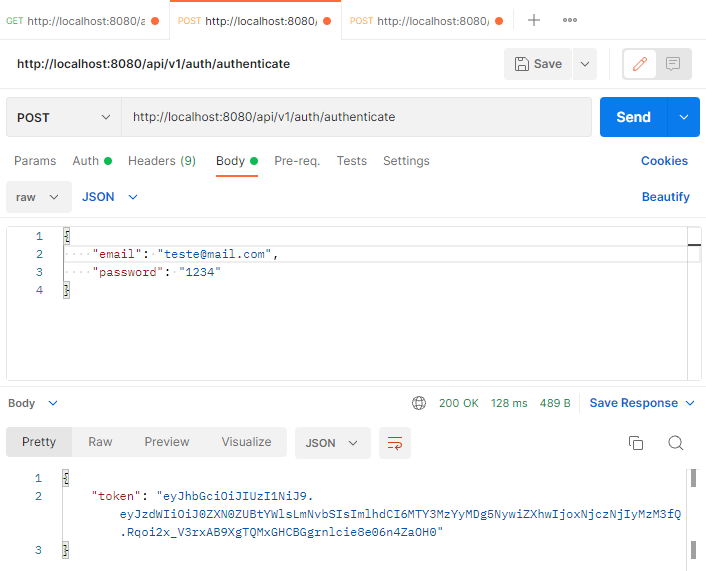 GET http://localhost:8080/a POST http://localhost:8080/ POST http://localhost:8080/
http://localhost:8080/api/v1/auth/authenticate Save
POST http://localhost:8080/api/v1/auth/authenticate Send
Params Auth Headers (9) Body Pre-req. Tests Settings Cookies
raw JSON Beautify
1 {
2 "email": "teste@mail.com",
3 "password": "1234"
4 }
Body 200 OK 128 ms 489 B Save Response
Pretty Raw Preview Visualize JSON
1 {
2 "token": "eyJhbGciOiJIUzI1NiJ9.
eyJzdWIiOiJ0ZXN0ZUBtYWlsLmNvbSIsImlhdCI6MTY3MzYyMDg5NywiZXhwIjoxNjczNjIyMzM3fQ
.Rqoi2x_V3rxAB9XgTQMxGHCBGgrnlcie8e06n4ZaOH0"
3 }